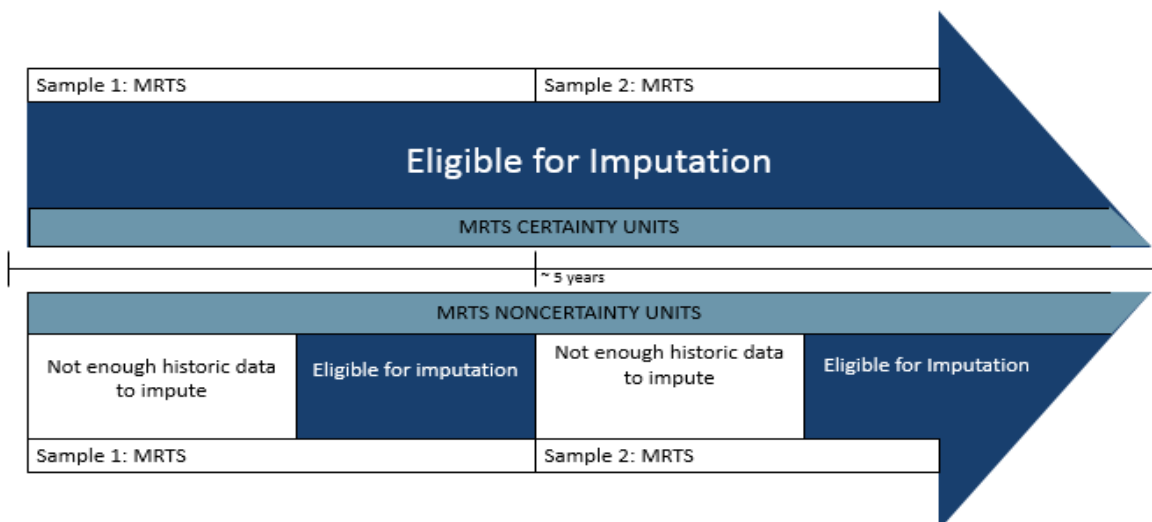 Sample 1: MRTS
Sample 2: MRTS
Eligible for Imputation
MRTS CERTAINTY UNITS
~ 5 years
MRTS NONCERTAINTY UNITS
Not enough historic data
to impute
Eligible for imputation
Not enough historic data
to impute
Eligible for Imputation
Sample 1: MRTS
Sample 2: MRTS